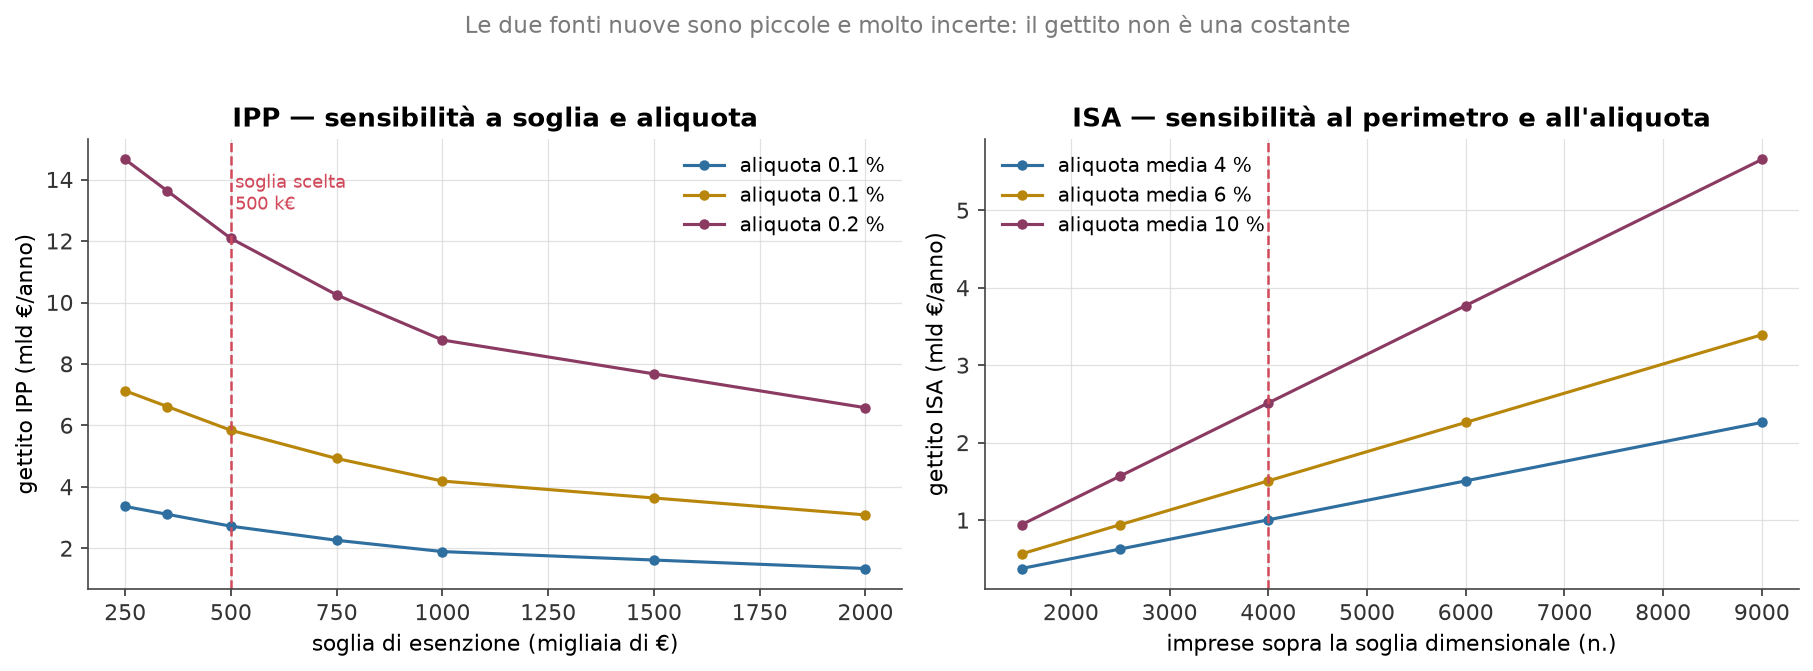 Le due fonti nuove sono piccole e molto incerte: il gettito non è una costante
IPP — sensibilità a soglia e aliquota
gettito IPP (mld €/anno)
14
12
10
8
6
4
2
soglia scelta
500 k€
aliquota 0.1 %
aliquota 0.1 %
aliquota 0.2 %
250 500 750 1000 1250 1500 1750 2000
soglia di esenzione (migliaia di €)
ISA — sensibilità al perimetro e all'aliquota
gettito ISA (mld €/anno)
5
4
3
2
1
aliquota media 4 %
aliquota media 6 %
aliquota media 10 %
2000 3000 4000 5000 6000 7000 8000 9000
imprese sopra la soglia dimensionale (n.)